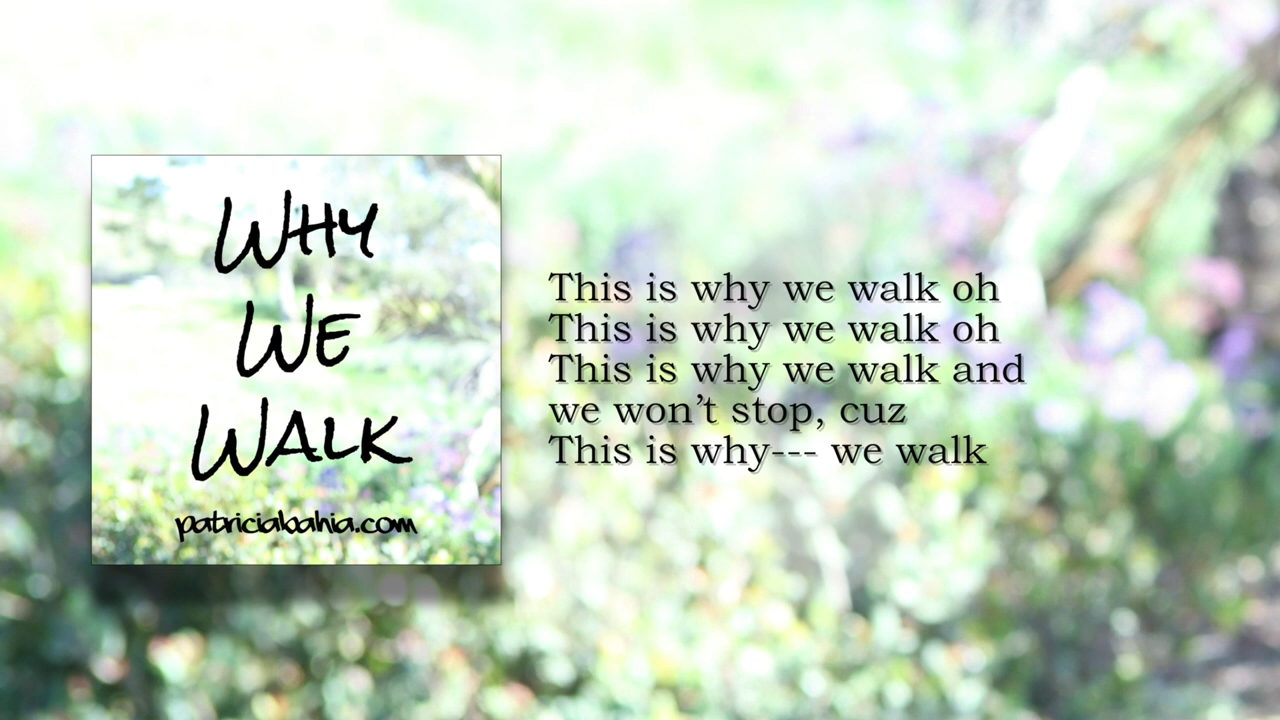 WHY
WE
WALK
patriciabahia.com
This is why we walk oh
This is why we walk oh
This is why we walk and
we won’t stop, cuz
This is why--- we walk